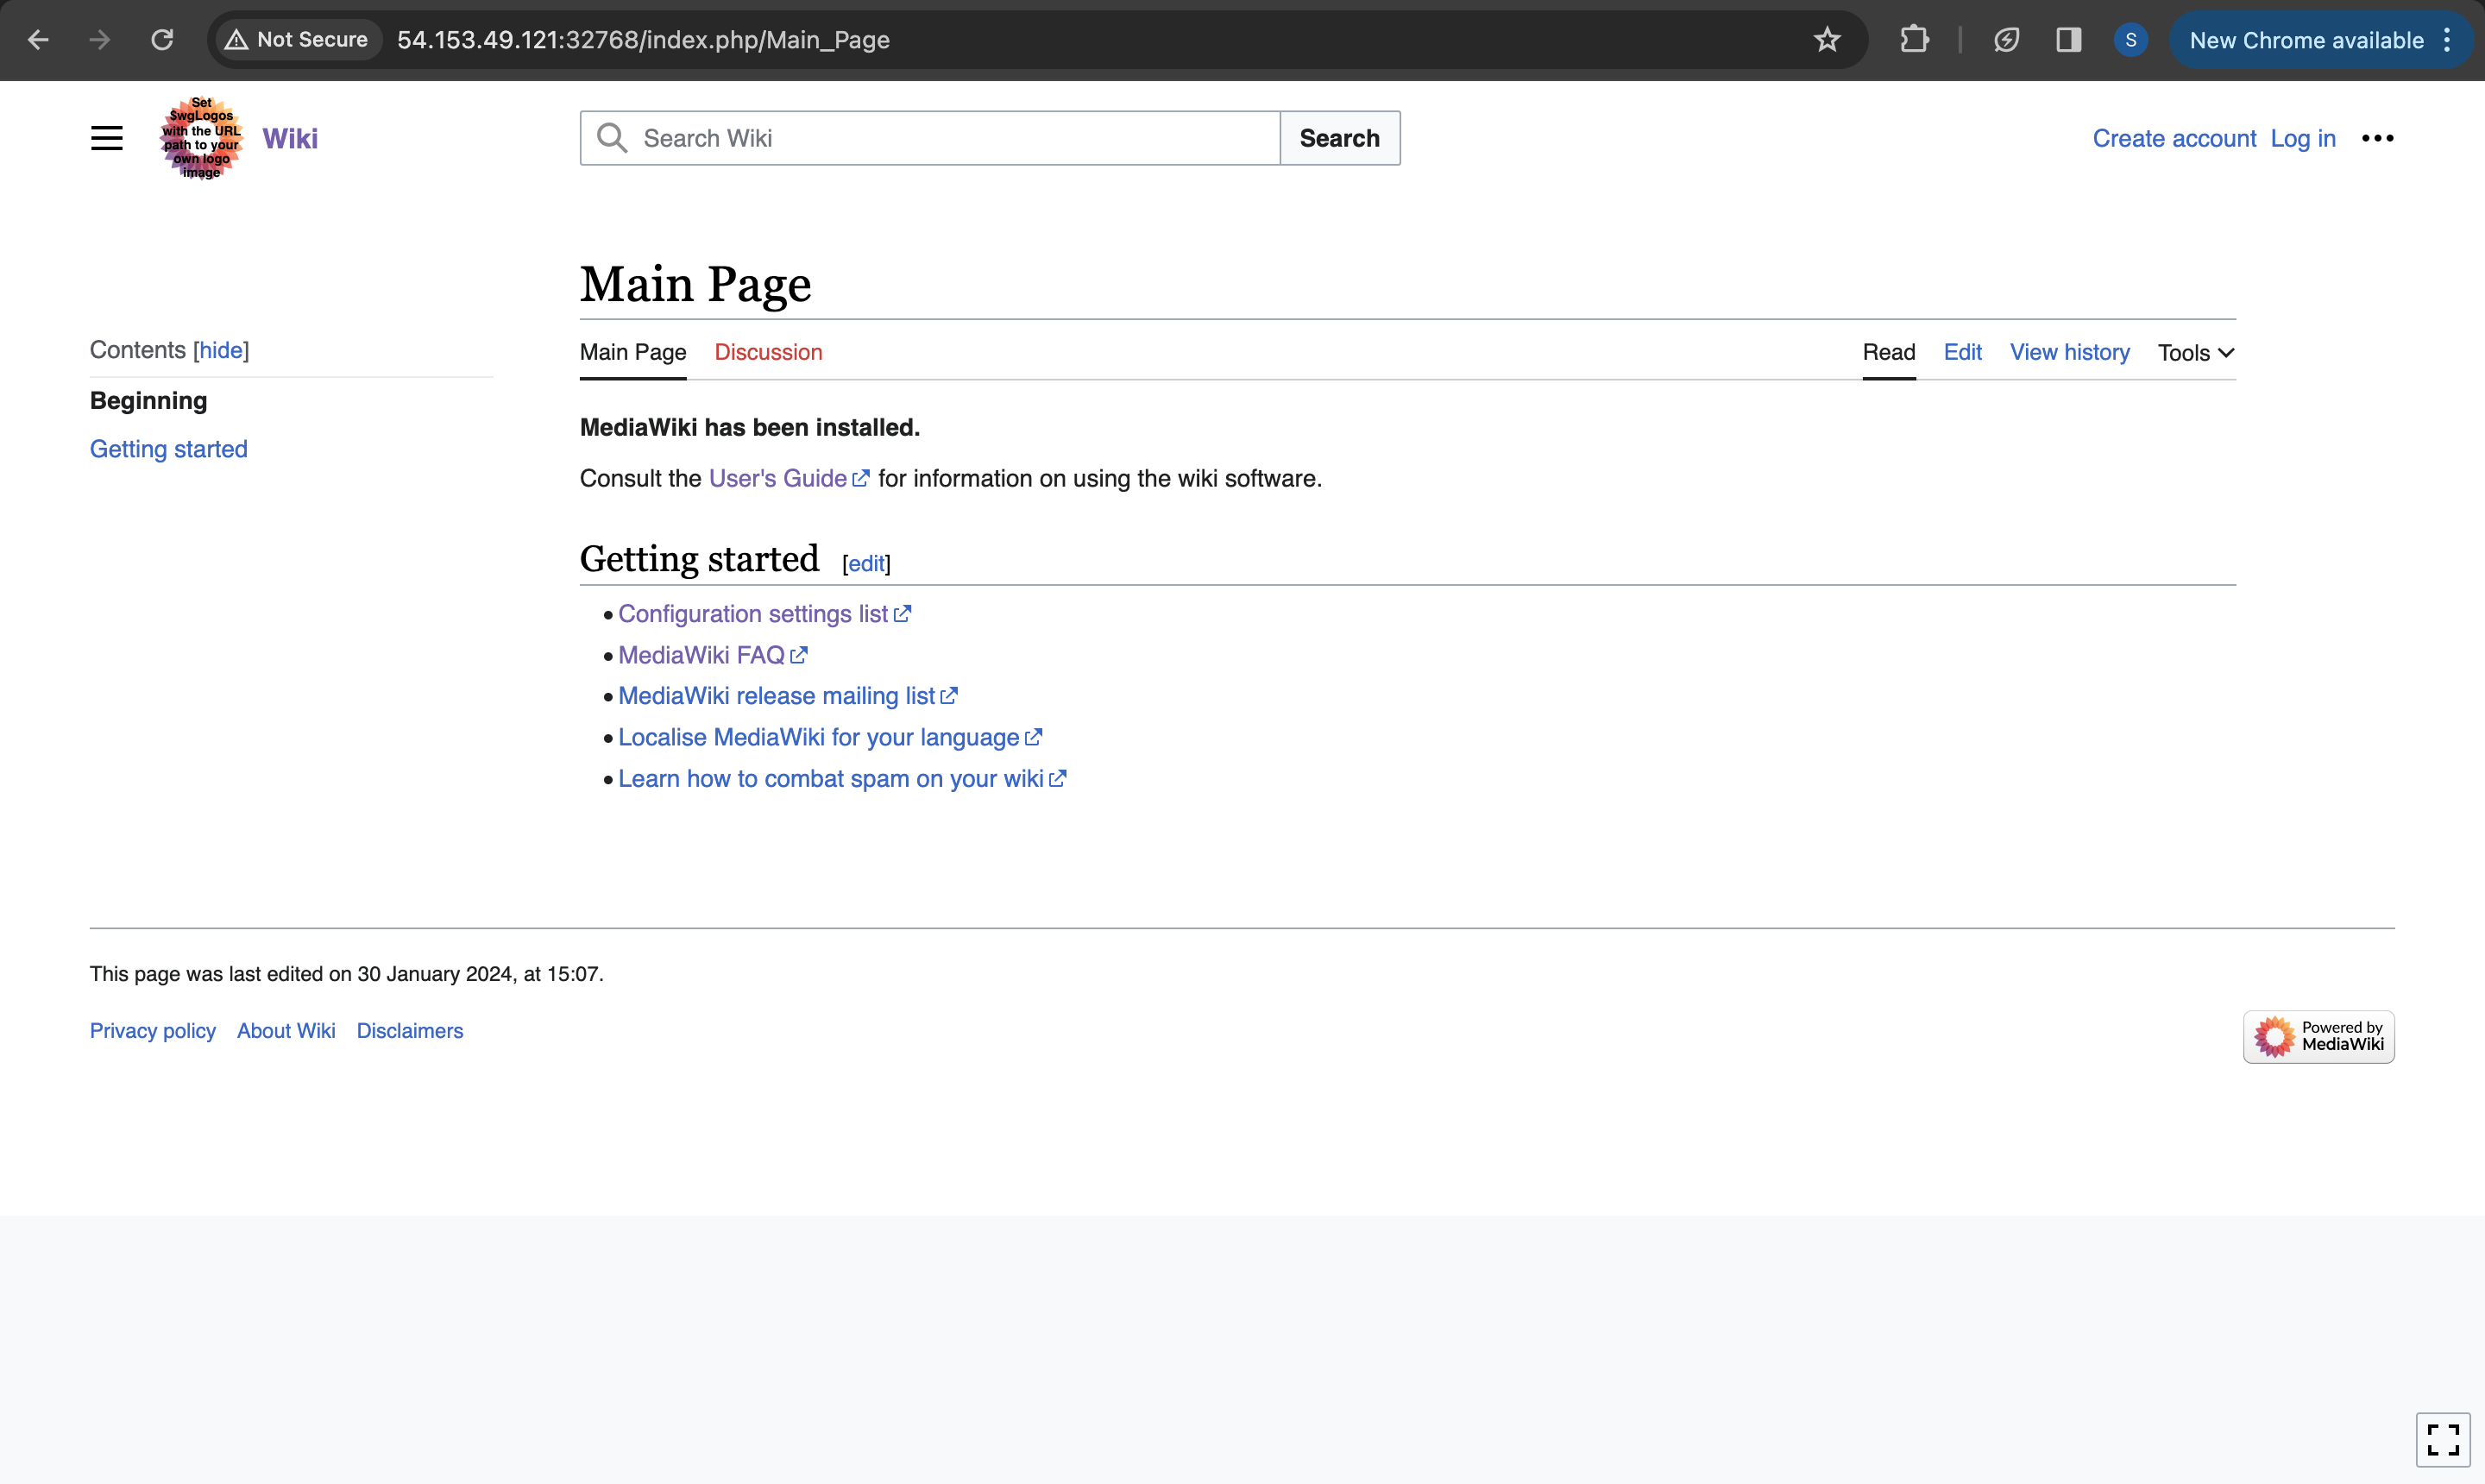 Not Secure 54.153.49.121:32768/index.php/Main_Page S New Chrome available
Set
$wgLogos
with the URL
path to your
own logo
image
Wiki
Search Wiki Search
Create account Log in
Main Page
Contents [hide]
Beginning
Getting started
Main Page Discussion Read Edit View history Tools
MediaWiki has been installed.
Consult the User's Guide for information on using the wiki software.
Getting started [edit]
• Configuration settings list
• MediaWiki FAQ
• MediaWiki release mailing list
• Localise MediaWiki for your language
• Learn how to combat spam on your wiki
This page was last edited on 30 January 2024, at 15:07.
Privacy policy About Wiki Disclaimers
Powered by
MediaWiki